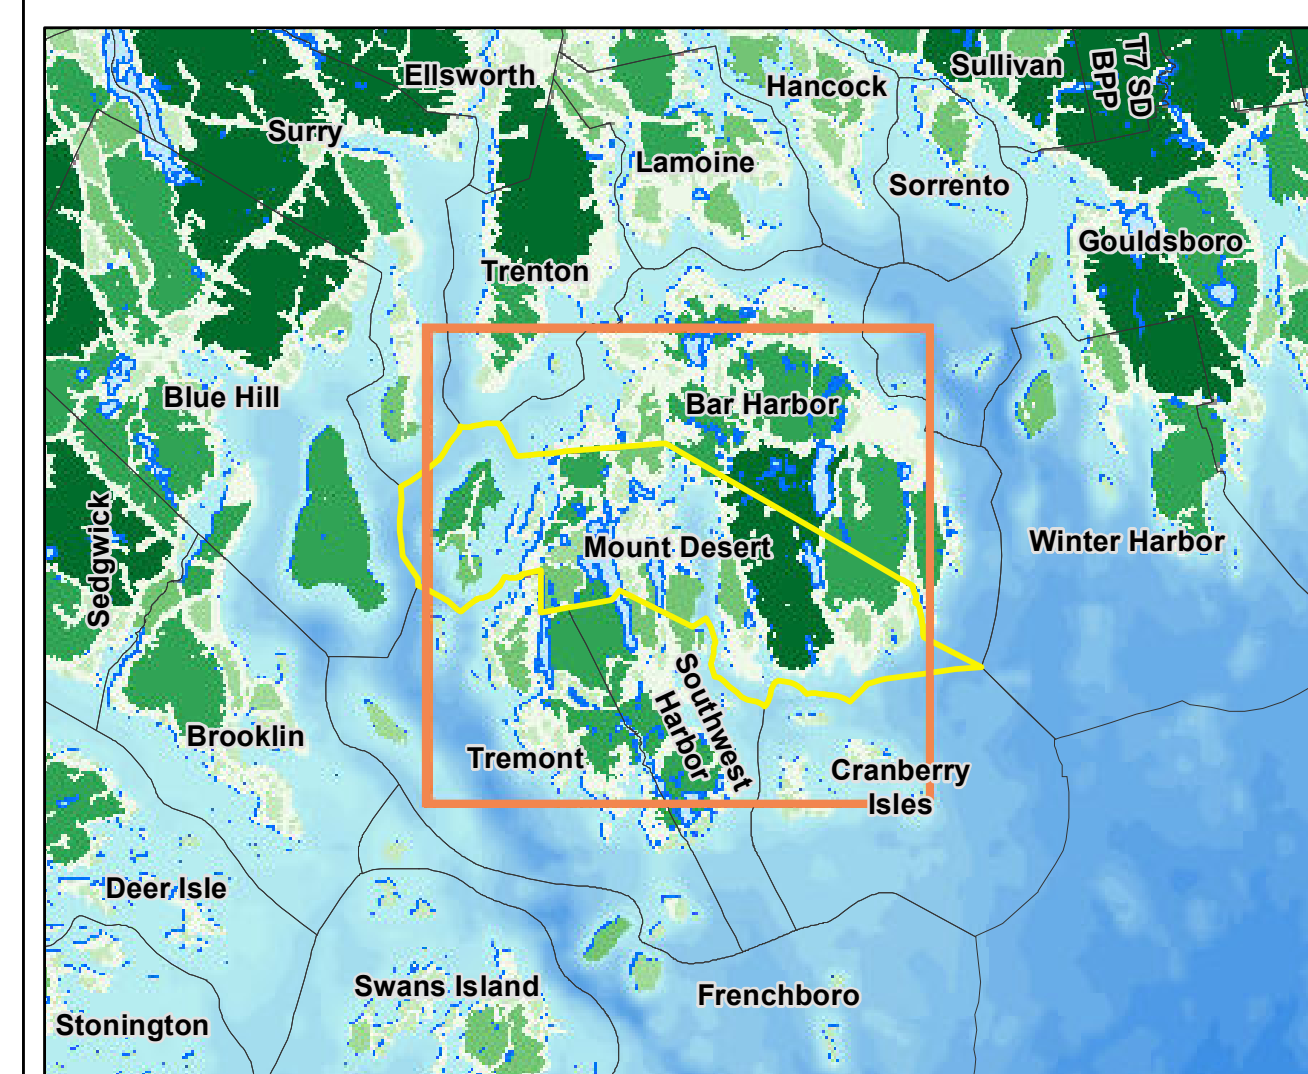 Ellsworth
Hancock
Sullivan
T7 SD
BPP
Surry
Lamoine
Sorrento
Gouldsboro
Trenton
Blue Hill
Bar Harbor
Sedgwick
Mount Desert
Winter Harbor
Southwest
Harbor
Brooklin
Tremont
Cranberry
Isles
Deer Isle
Swans Island
Frenchboro
Stonington